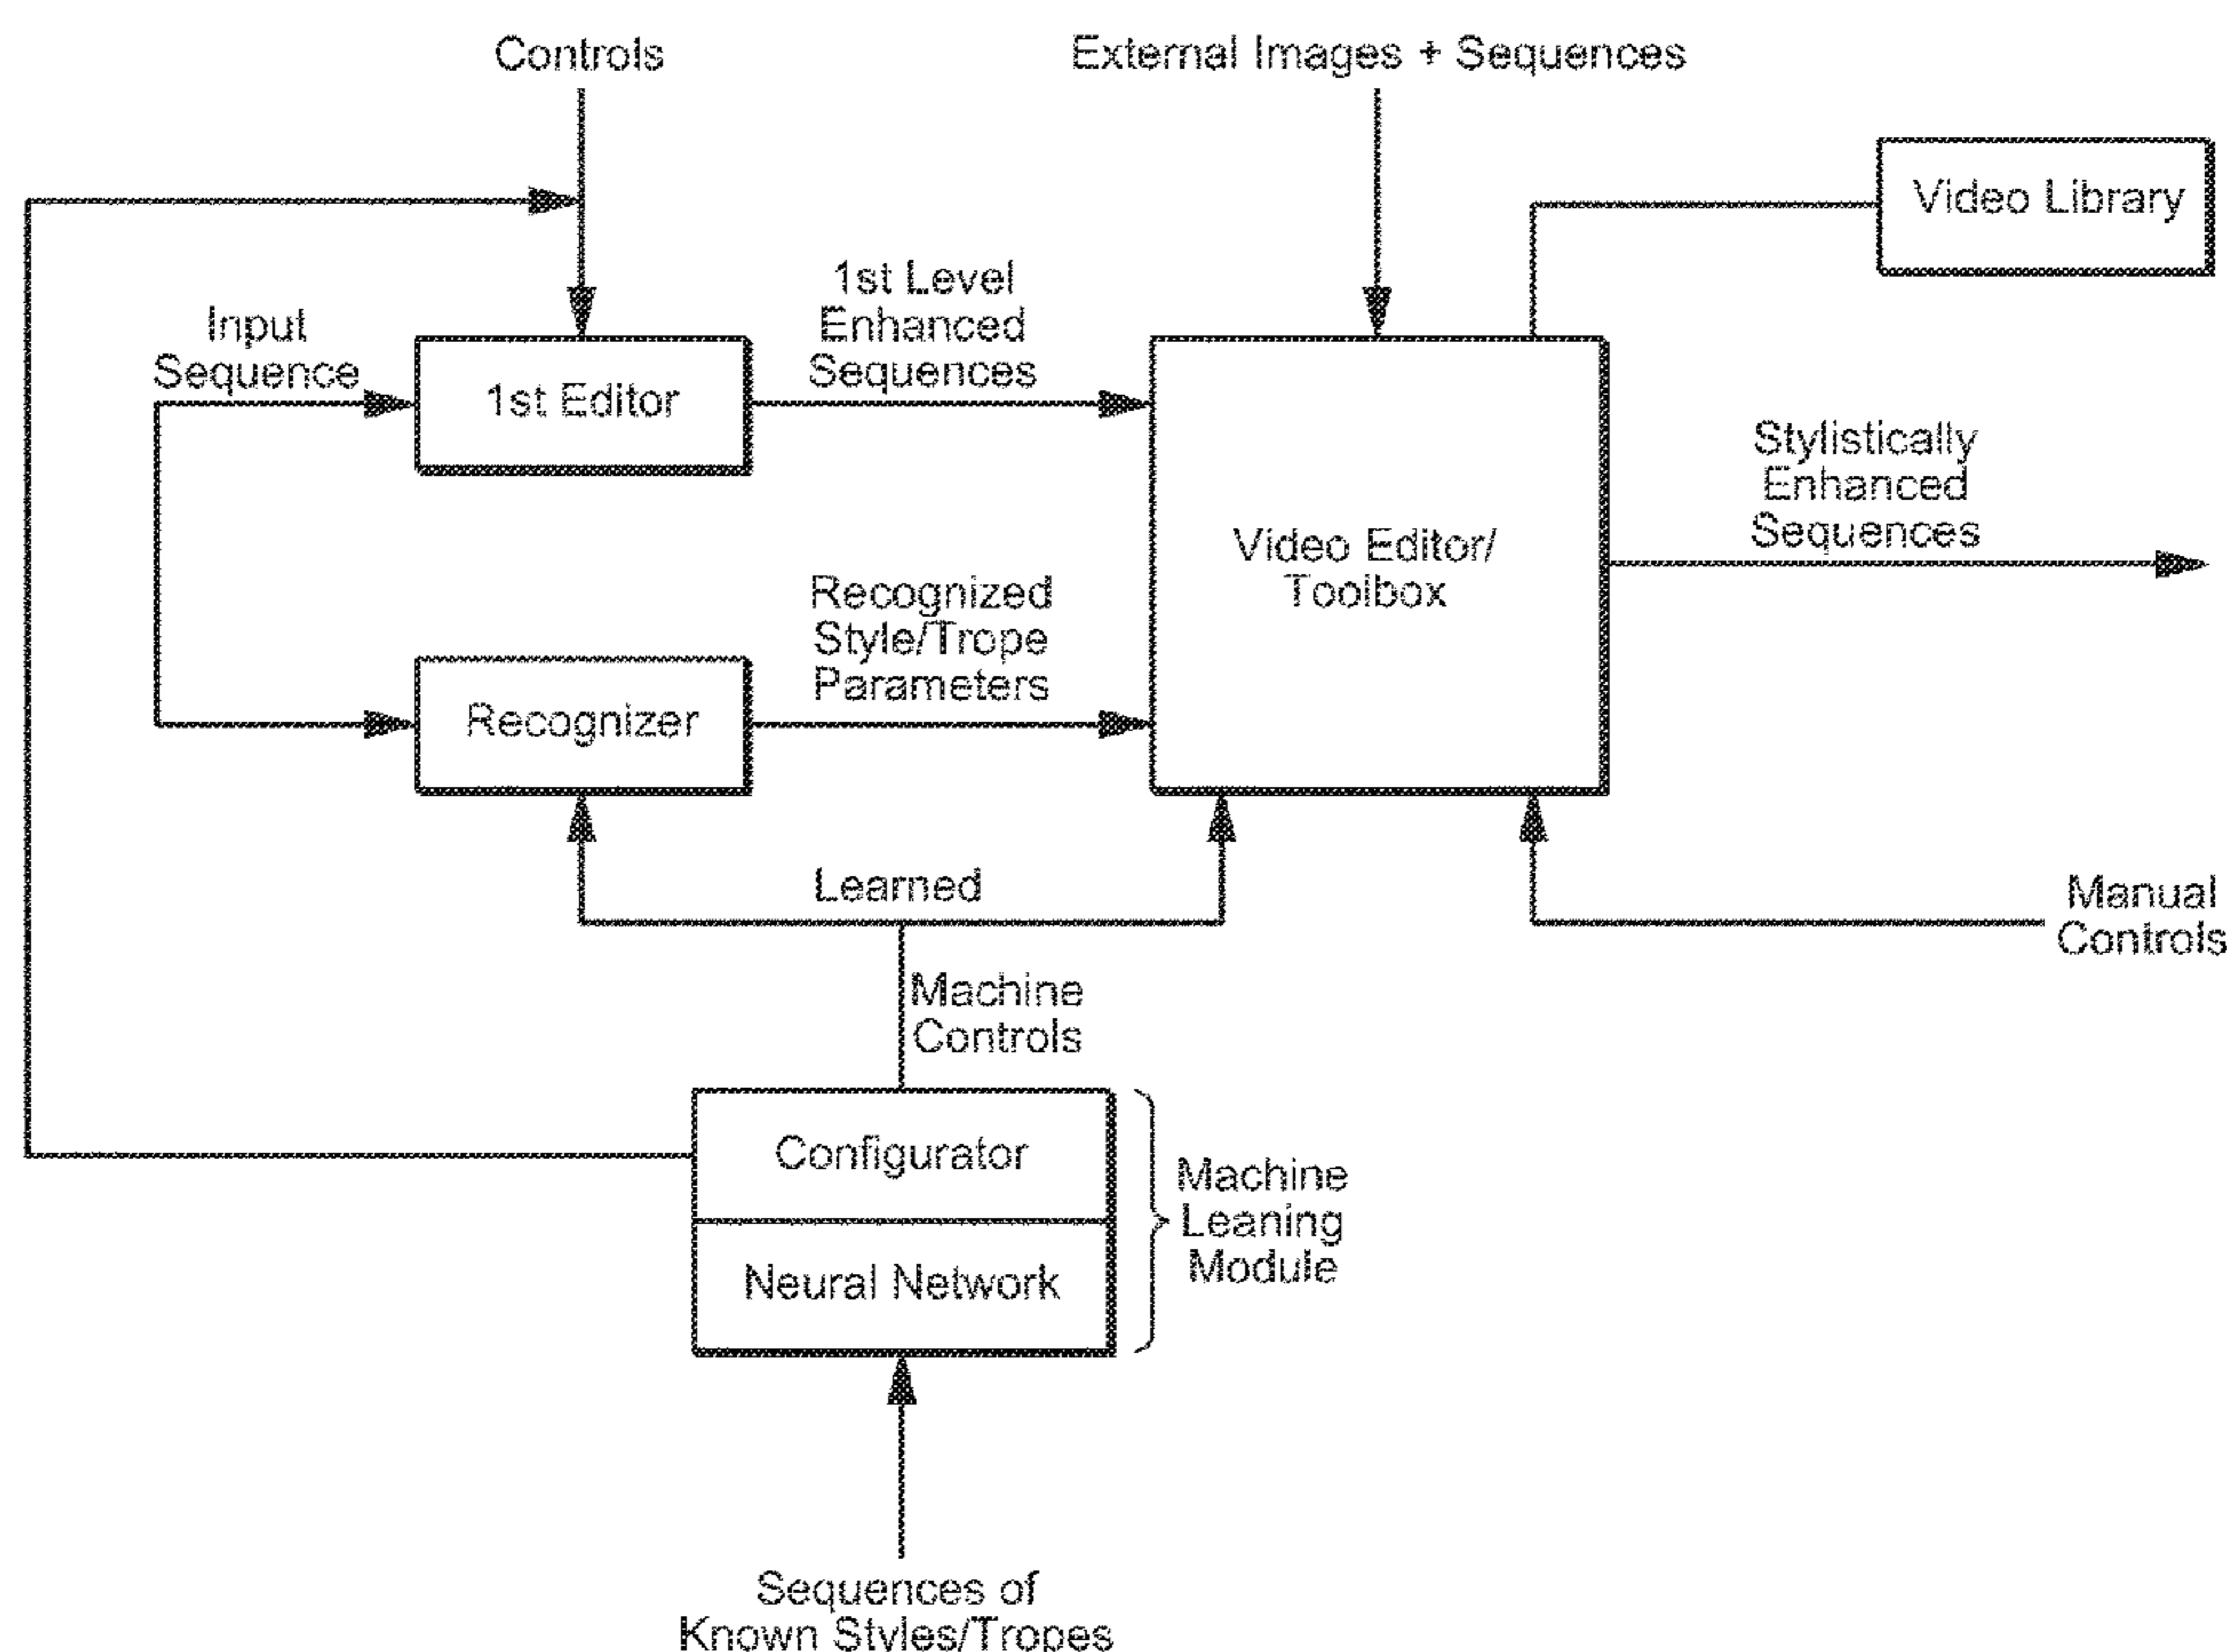 Controls
External Images + Sequences
Video Library
Input
Sequence
1st Editor
1st Level
Enhanced
Sequences
Stylistically
Enhanced
Sequences
Video Editor/
Toolbox
Recognized
Style/Trope
Parameters
Recognizer
Learned
Manual
Controls
Machine
Controls
Configurator
Neural Network
Machine
Leaning
Module
Sequences of
Known Styles/Tropes